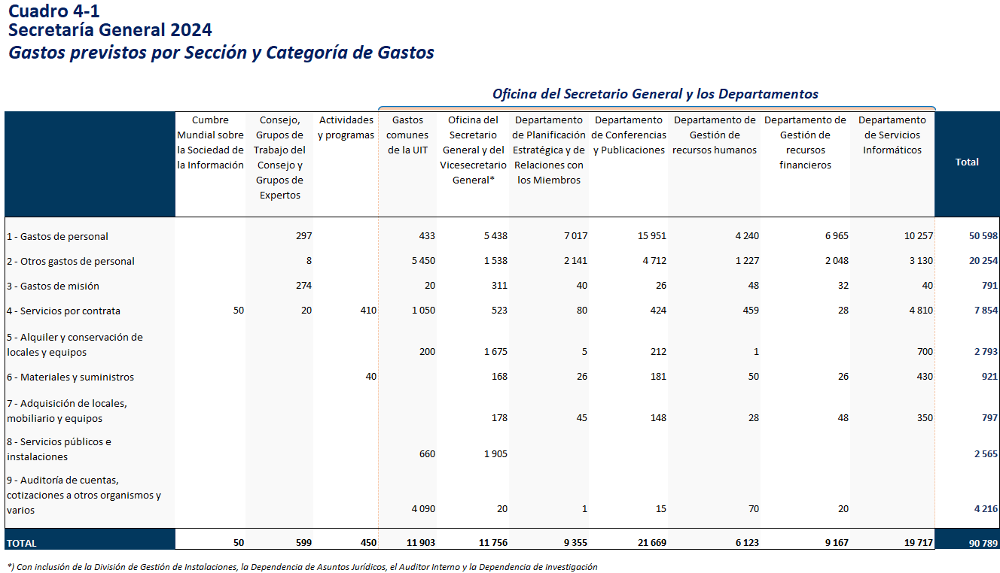 Cuadro 4-1
Secretaría General 2024
Gastos previstos por Sección y Categoría de Gastos
Oficina del Secretario General y los Departamentos
Cumbre Mundial sobre la Sociedad de la Información
Consejo, Grupos de Trabajo del Consejo y Grupos de Expertos
Actividades y programas
Gastos comunes de la UIT
Oficina del Secretario General y del Vicesecretario General*
Departamento de Planificación Estratégica y de Relaciones con los Miembros
Departamento de Conferencias y Publicaciones
Departamento de Gestión de recursos humanos
Departamento de Gestión de recursos financieros
Departamento de Servicios Informáticos
Total
1 - Gastos de personal 297 433 5 438 7 017 15 951 4 240 6 965 10 257 50 598
2 - Otros gastos de personal 8 5 450 1 538 2 141 4 712 1 227 2 048 3 130 20 254
3 - Gastos de misión 274 20 311 40 26 48 32 40 791
4 - Servicios por contrata 50 20 410 1 050 523 80 424 459 28 4 810 7 854
5 - Alquiler y conservación de
locales y equipos 200 1 675 5 212 1 700 2 793
6 - Materiales y suministros 40 168 26 181 50 26 430 921
7 - Adquisición de locales,
mobiliario y equipos 178 45 148 28 48 350 797
8 - Servicios públicos e
instalaciones 660 1 905 2 565
9 - Auditoría de cuentas,
cotizaciones a otros organismos y
varios 4 090 20 1 15 70 20 4 216
TOTAL 50 599 450 11 903 11 756 9 355 21 669 6 123 9 167 19 717 90 789
*) Con inclusión de la División de Gestión de Instalaciones, la Dependencia de Asuntos Jurídicos, el Auditor Interno y la Dependencia de Investigación